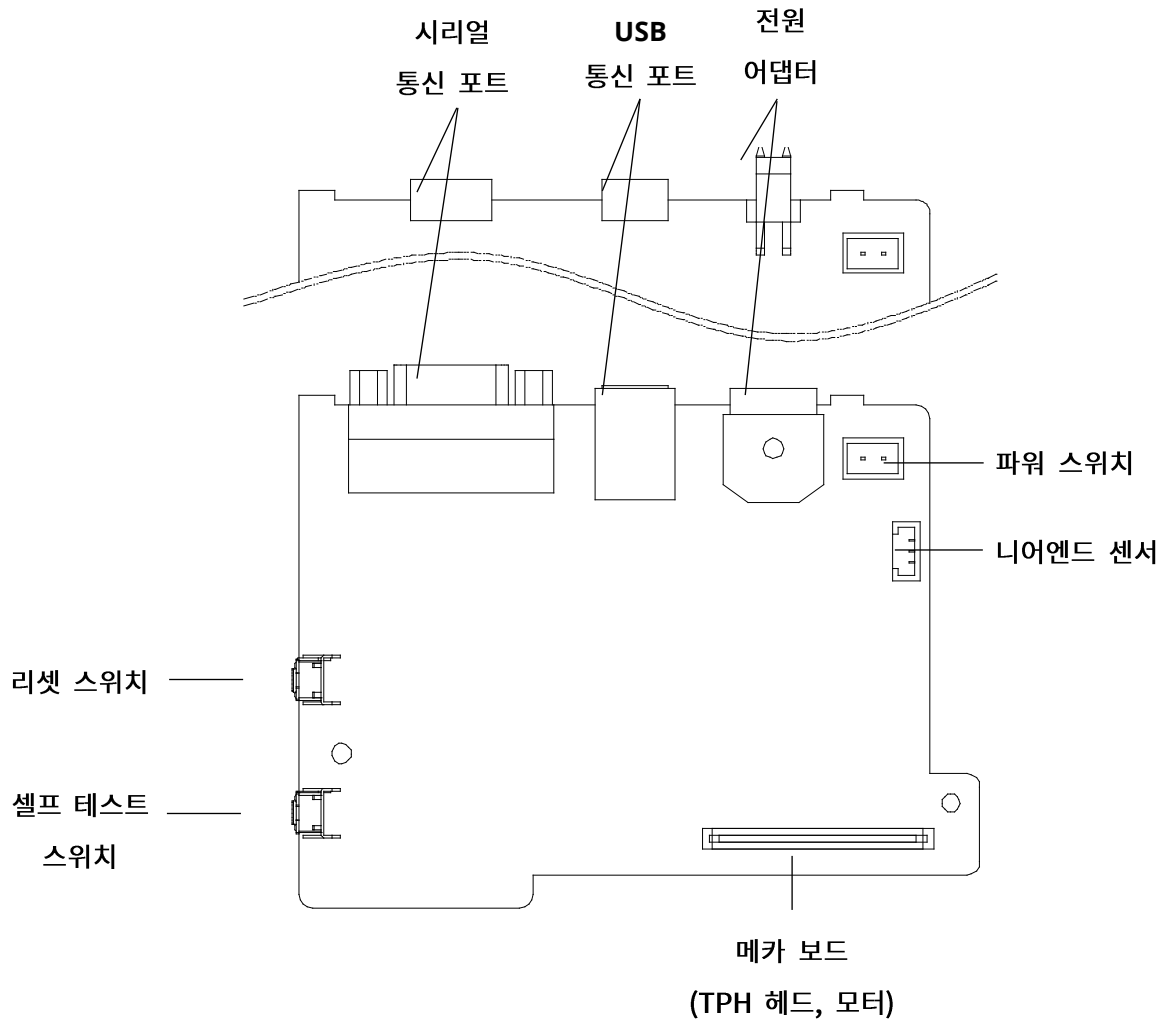 시리얼
통신 포트
USB
통신 포트
전원
어댑터
파워 스위치
니어엔드 센서
리셋 스위치
셀프 테스트
스위치
메카 보드
(TPH 헤드, 모터)